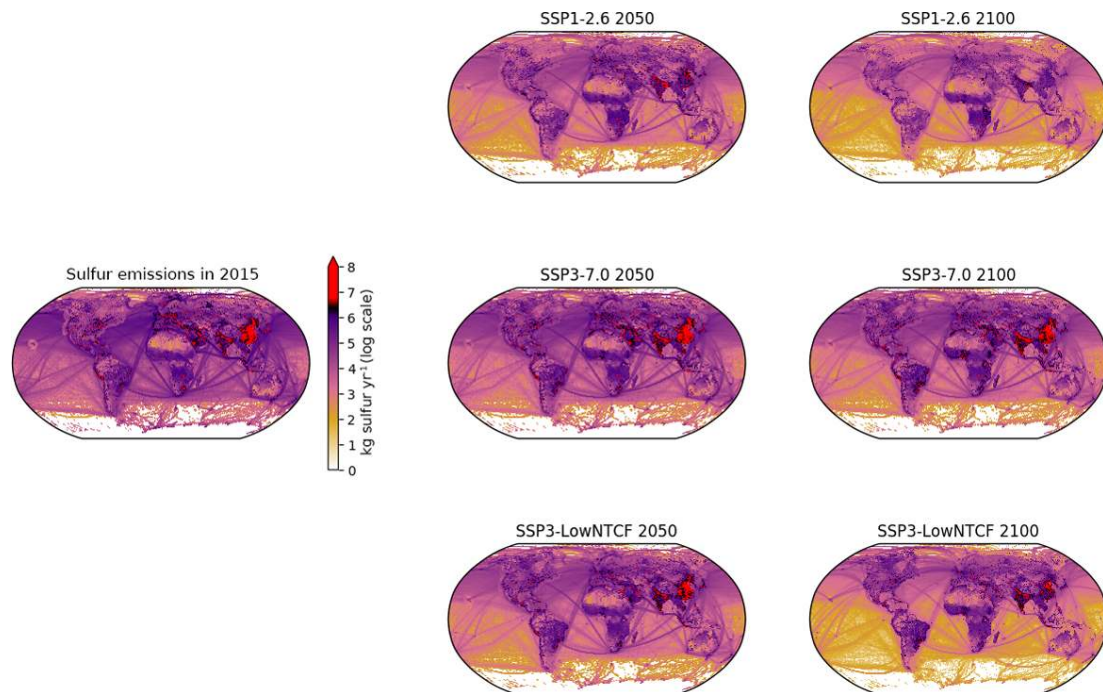 SSP1-2.6 2050
SSP1-2.6 2100
Sulfur emissions in 2015
8
7
6
5
4
3
2
1
0
kg sulfur yr⁻¹ (log scale)
SSP3-7.0 2050
SSP3-7.0 2100
SSP3-LowNTCF 2050
SSP3-LowNTCF 2100